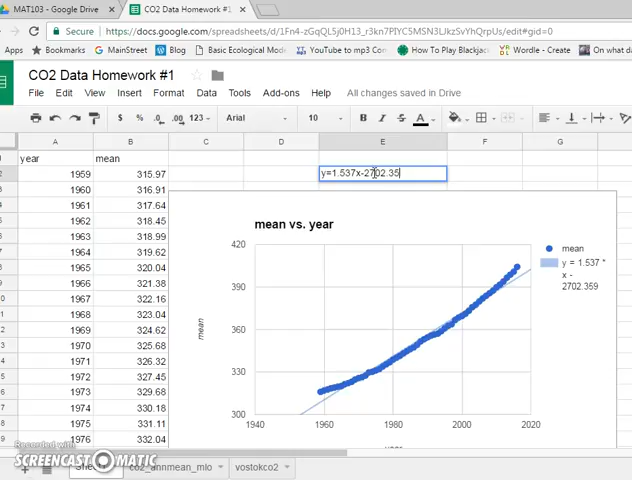 MAT103 - Google Drive
CO2 Data Homework #1
Secure
https://docs.google.com/spreadsheets/d/1Fn4-zGqQL5j0H13_r3kn7PIYC5MSN3LJkzSvYhQrpUs/edit#gid=0
Apps
Bookmarks
MainStreet
Blog
Basic Ecological Mode
YouTube to mp3 Con
How To Play Blackjac
Wordle - Create
On what da
CO2 Data Homework #1
File Edit View Insert Format Data Tools Add-ons Help All changes saved in Drive
$ % .0 .00 123 Arial 10 B I S A
A B C D E F G
1 year mean
2 1959 315.97 y=1.537x-2702.35
1960 316.91
1961 317.64
1962 318.45
1963 318.99
1964 319.62
1965 320.04
1966 321.38
1967 322.16
1968 323.04
1969 324.62
1970 325.68
1971 326.32
1972 327.45
1973 329.68
1974 330.18
1975 331.11
1976 332.04
mean vs. year
420
390
360
330
300
mean
1940 1960 1980 2000 2020
mean
y = 1.537 *
x -
2702.359
Recorded with
SCREENCAST-O-MATIC
co2_annmean_mlo
vostokco2